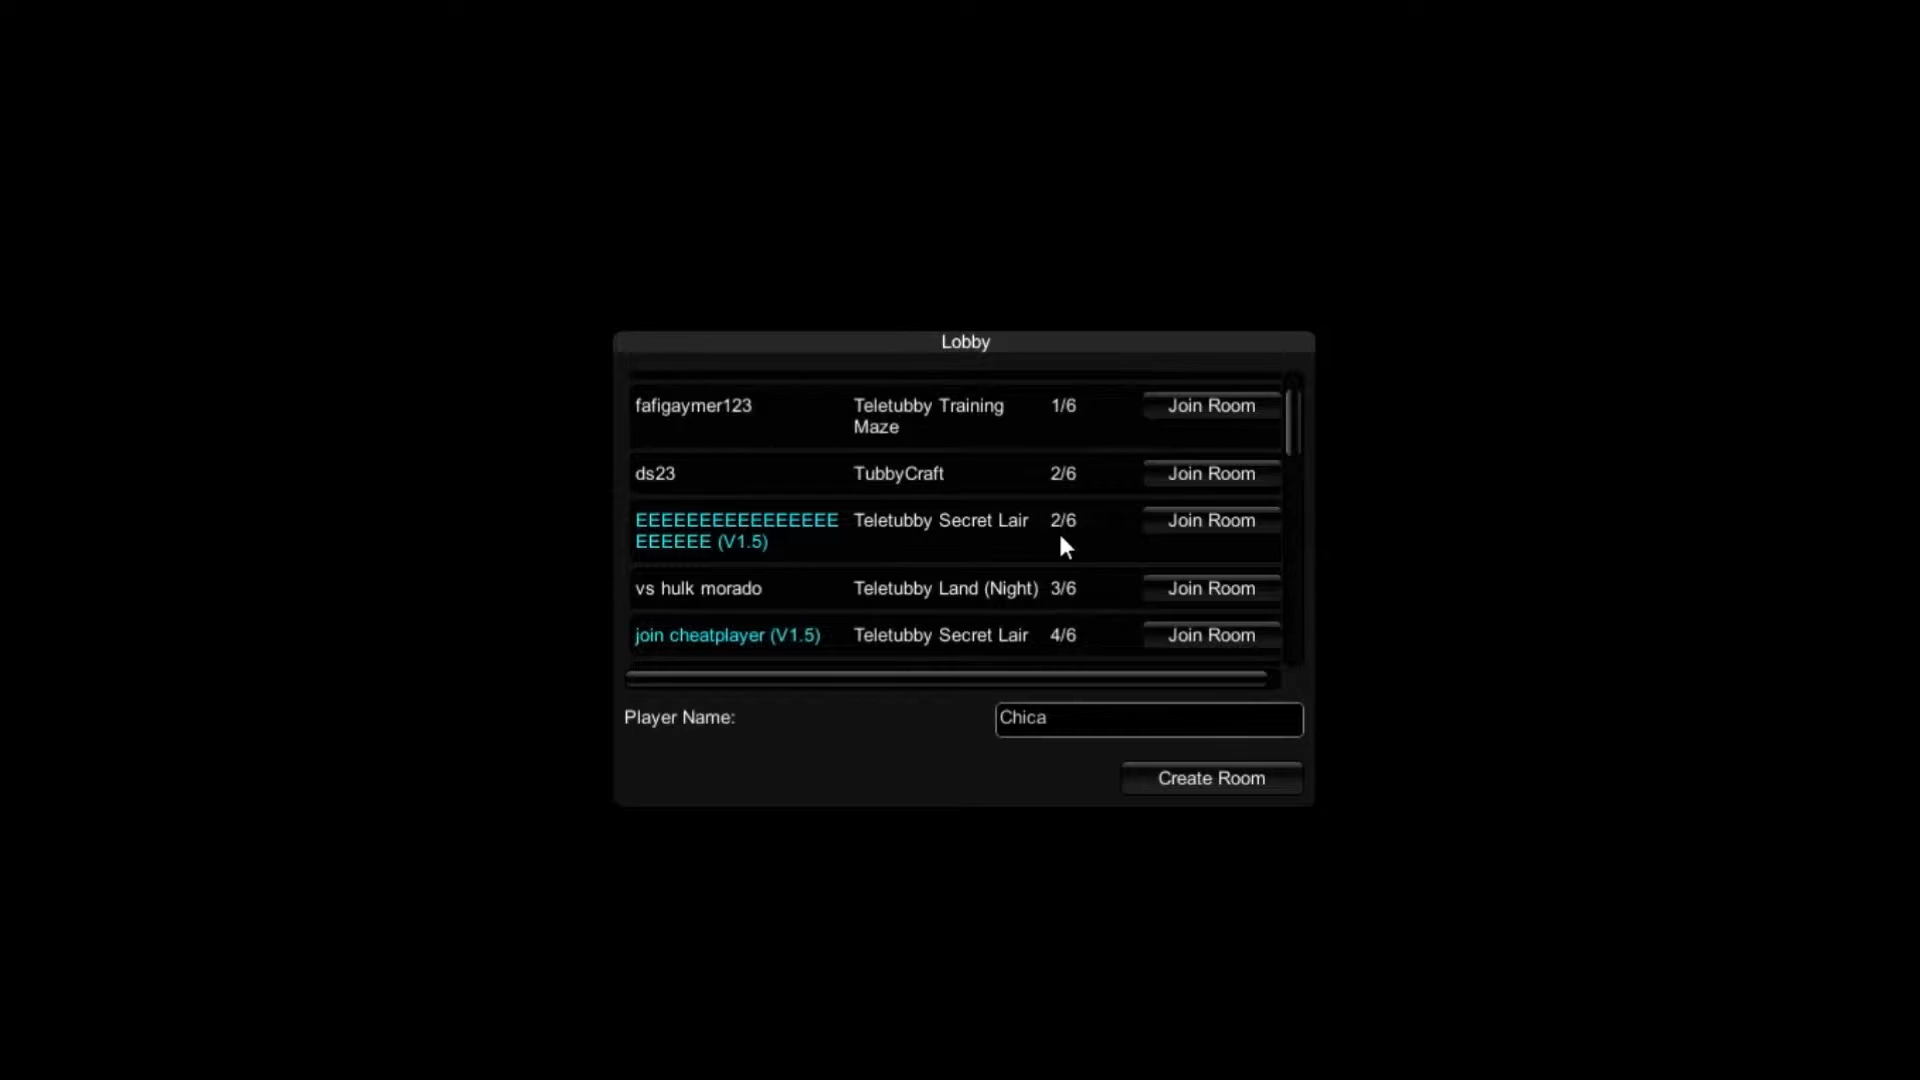 Lobby
fafigaymer123 Teletubby Training 1/6 Join Room
Maze
ds23 TubbyCraft 2/6 Join Room
EEEEEEEEEEEEEEEE Teletubby Secret Lair 2/6 Join Room
EEEEEE (V1.5)
vs hulk morado Teletubby Land (Night) 3/6 Join Room
join cheatplayer (V1.5) Teletubby Secret Lair 4/6 Join Room
Player Name: Chica
Create Room